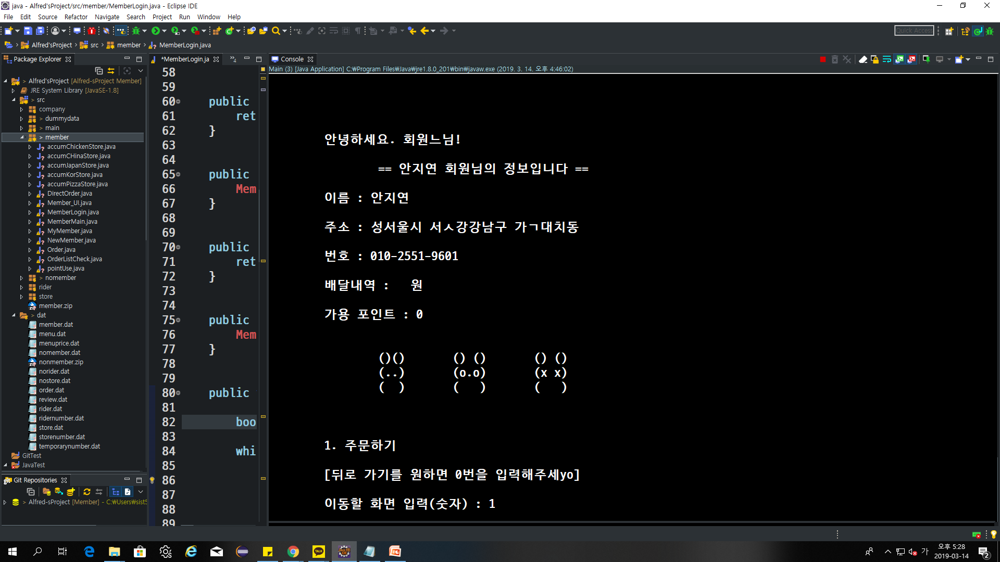 java - Alfred'sProject/src/member/MemberLogin.java - Eclipse IDE
File Edit Source Refactor Navigate Search Project Run Window Help
Quick Access
Alfred'sProject src member MemberLogin.java
Package Explorer
> Alfred'sProject [Alfred-sProject Member]
JRE System Library [JavaSE-1.8]
> src
company
> dummydata
> main
> member
accumChickenStore.java
accumCHinaStore.java
accumJapanStore.java
accumKorStore.java
accumPizzaStore.java
DirectOrder.java
Member_UI.java
MemberLogin.java
MemberMain.java
MyMember.java
NewMember.java
Order.java
OrderListCheck.java
pointUse.java
> nomember
rider
store
member.zip
> dat
member.dat
menu.dat
menuprice.dat
nomember.dat
nonmember.zip
norider.dat
nostore.dat
order.dat
review.dat
rider.dat
ridernumber.dat
store.dat
storenumber.dat
temporarynumber.dat
GitTest
JavaTest
Git Repositories
> Alfred-sProject [Member] - C:₩Users₩sist5
*MemberLogin.ja
»4
58
59
60 public
61 ret
62 }
63
64
65 public
66 Mem
67 }
68
69
70 public
71 ret
72 }
73
74
75 public
76 Mem
77 }
78
79
80 public
81
82 boo
83
84 whi
85
86
87
88
89
Console
Main (3) [Java Application] C:₩Program Files₩Java₩jre1.8.0_201₩bin₩javaw.exe (2019. 3. 14. 오후 4:46:02)
안녕하세요. 회원느님!
== 안지연 회원님의 정보입니다 ==
이름 : 안지연
주소 : 성서울시 서ㅅ강강남구 가ㄱ대치동
번호 : 010-2551-9601
배달내역 : 원
가용 포인트 : 0
()() () () () ()
(..) (o.o) (x x)
( ) ( ) ( )
1. 주문하기
[뒤로 가기를 원하면 0번을 입력해주세yo]
이동할 화면 입력(숫자) : 1
TALK
가
오후 5:28
2019-03-14
2